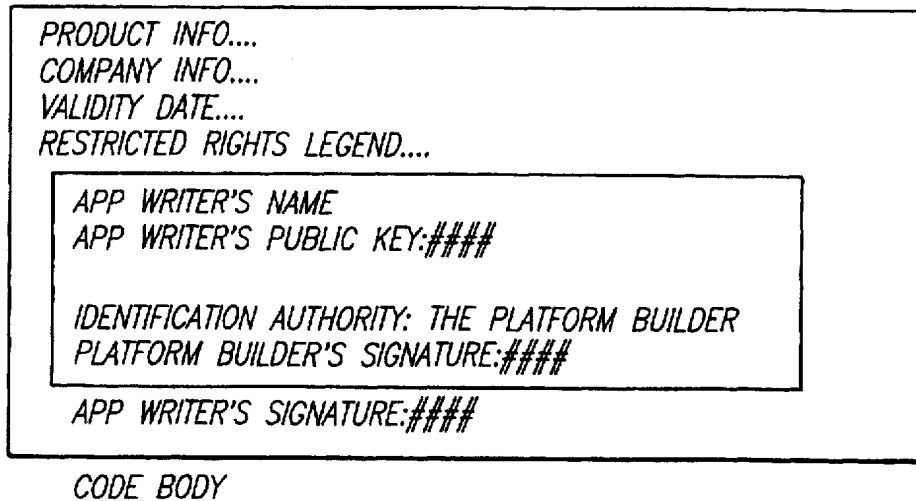 PRODUCT INFO....
COMPANY INFO....
VALIDITY DATE....
RESTRICTED RIGHTS LEGEND....
APP WRITER'S NAME
APP WRITER'S PUBLIC KEY:####
IDENTIFICATION AUTHORITY: THE PLATFORM BUILDER
PLATFORM BUILDER'S SIGNATURE:####
APP WRITER'S SIGNATURE:####
CODE BODY